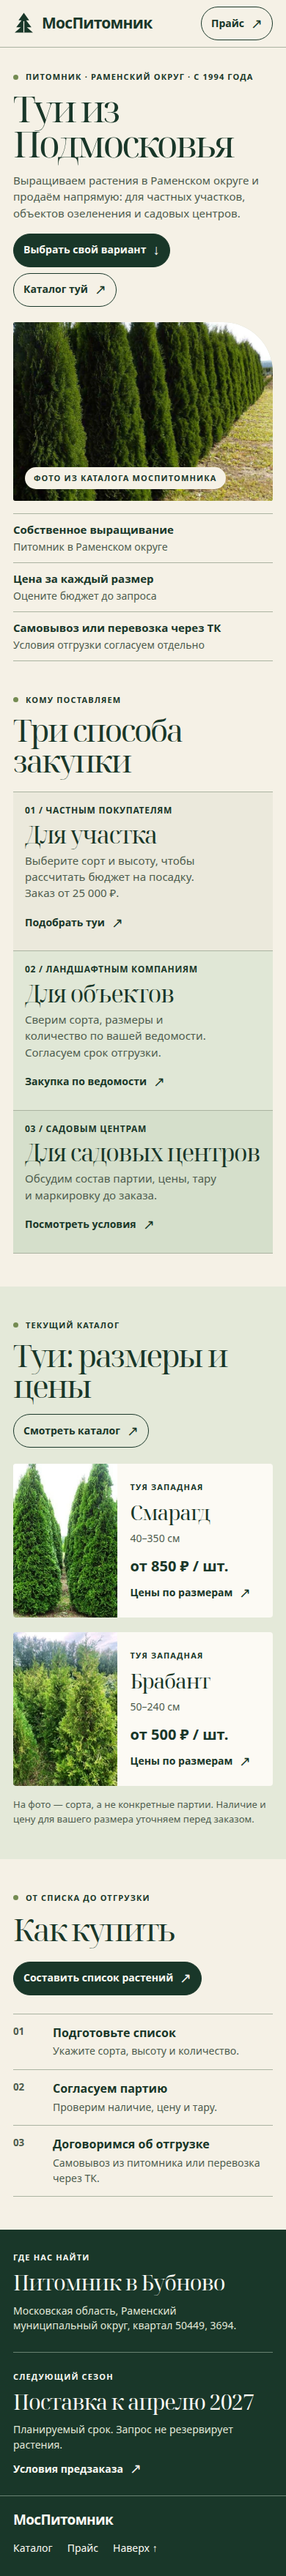 МосПитомник
Прайс ↗
ПИТОМНИК · РАМЕНСКИЙ ОКРУГ · С 1994 ГОДА
Туи из
Подмосковья
Выращиваем растения в Раменском округе и
продаём напрямую: для частных участков,
объектов озеленения и садовых центров.
Выбрать свой вариант ↓
Каталог туй ↗
ФОТО ИЗ КАТАЛОГА МОСПИТОМНИКА
Собственное выращивание
Питомник в Раменском округе
Цена за каждый размер
Оцените бюджет до запроса
Самовывоз или перевозка через ТК
Условия отгрузки согласуем отдельно
КОМУ ПОСТАВЛЯЕМ
Три способа
закупки
01 / ЧАСТНЫМ ПОКУПАТЕЛЯМ
Для участка
Выберите сорт и высоту, чтобы
рассчитать бюджет на посадку.
Заказ от 25 000 ₽.
Подобрать туи ↗
02 / ЛАНДШАФТНЫМ КОМПАНИЯМ
Для объектов
Сверим сорта, размеры и
количество по вашей ведомости.
Согласуем срок отгрузки.
Закупка по ведомости ↗
03 / САДОВЫМ ЦЕНТРАМ
Для садовых центров
Обсудим состав партии, цены, тару
и маркировку до заказа.
Посмотреть условия ↗
ТЕКУЩИЙ КАТАЛОГ
Туи: размеры и
цены
Смотреть каталог ↗
ТУЯ ЗАПАДНАЯ
Смарагд
40–350 см
от 850 ₽ / шт.
Цены по размерам ↗
ТУЯ ЗАПАДНАЯ
Брабант
50–240 см
от 500 ₽ / шт.
Цены по размерам ↗
На фото — сорта, а не конкретные партии. Наличие и
цену для вашего размера уточняем перед заказом.
ОТ СПИСКА ДО ОТГРУЗКИ
Как купить
Составить список растений ↗
01
Подготовьте список
Укажите сорта, высоту и количество.
02
Согласуем партию
Проверим наличие, цену и тару.
03
Договоримся об отгрузке
Самовывоз из питомника или перевозка
через ТК.
ГДЕ НАС НАЙТИ
Питомник в Бубново
Московская область, Раменский
муниципальный округ, квартал 50449, 3694.
СЛЕДУЮЩИЙ СЕЗОН
Поставка к апрелю 2027
Планируемый срок. Запрос не резервирует
растения.
Условия предзаказа ↗
МосПитомник
Каталог Прайс Наверх ↑